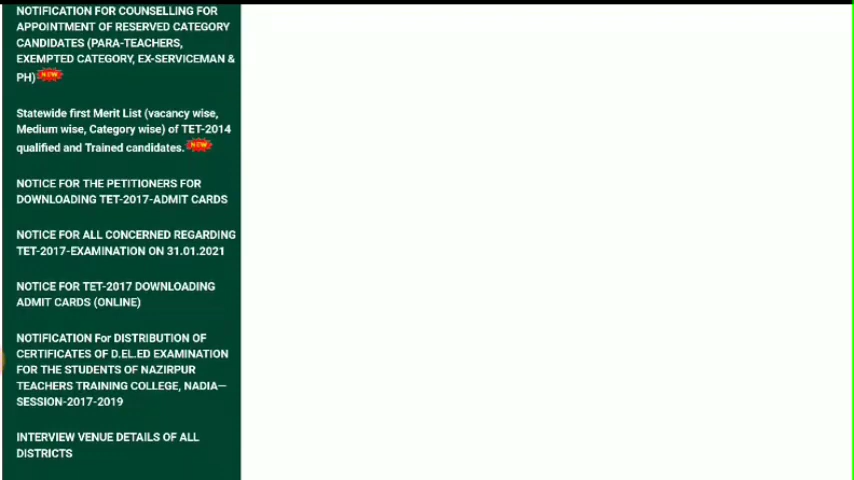 NOTIFICATION FOR COUNSELLING FOR
APPOINTMENT OF RESERVED CATEGORY
CANDIDATES (PARA-TEACHERS,
EXEMPTED CATEGORY, EX-SERVICEMAN &
PH) NEW
Statewide first Merit List (vacancy wise,
Medium wise, Category wise) of TET-2014
qualified and Trained candidates. NEW
NOTICE FOR THE PETITIONERS FOR
DOWNLOADING TET-2017-ADMIT CARDS
NOTICE FOR ALL CONCERNED REGARDING
TET-2017-EXAMINATION ON 31.01.2021
NOTICE FOR TET-2017 DOWNLOADING
ADMIT CARDS (ONLINE)
NOTIFICATION For DISTRIBUTION OF
CERTIFICATES OF D.EL.ED EXAMINATION
FOR THE STUDENTS OF NAZIRPUR
TEACHERS TRAINING COLLEGE, NADIA—
SESSION-2017-2019
INTERVIEW VENUE DETAILS OF ALL
DISTRICTS